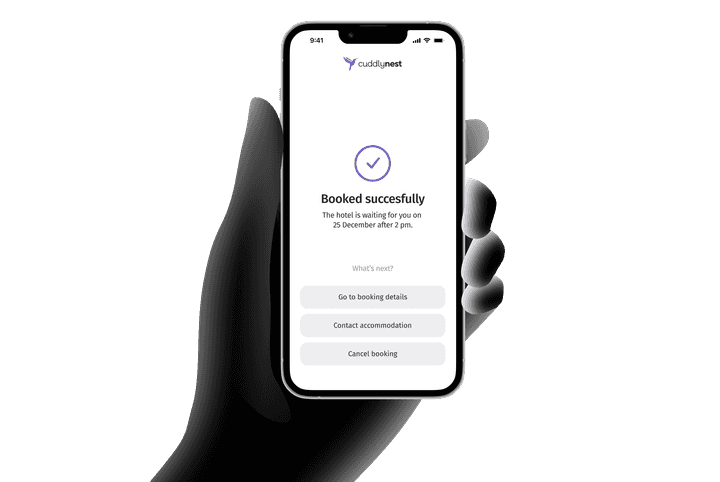 9:41
cuddlynest
Booked succesfully
The hotel is waiting for you on
25 December after 2 pm.
What's next?
Go to booking details
Contact accommodation
Cancel booking